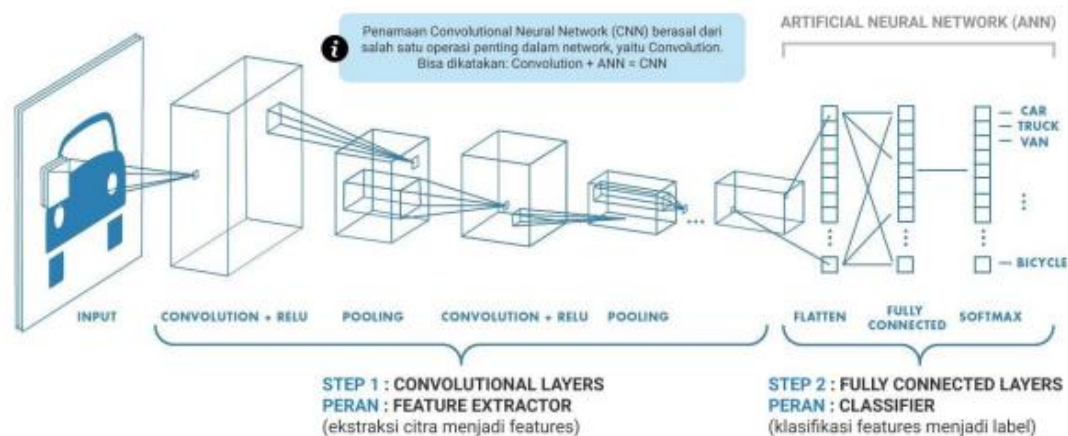 Penamaan Convolutional Neural Network (CNN) berasal dari
salah satu operasi penting dalam network, yaitu Convolution.
Bisa dikatakan: Convolution + ANN = CNN
ARTIFICIAL NEURAL NETWORK (ANN)
CAR
TRUCK
VAN
BICYCLE
INPUT
CONVOLUTION + RELU
POOLING
CONVOLUTION + RELU
POOLING
FLATTEN
FULLY
CONNECTED
SOFTMAX
STEP 1 : CONVOLUTIONAL LAYERS
PERAN : FEATURE EXTRACTOR
(ekstraksi citra menjadi features)
STEP 2 : FULLY CONNECTED LAYERS
PERAN : CLASSIFIER
(klasifikasi features menjadi label)